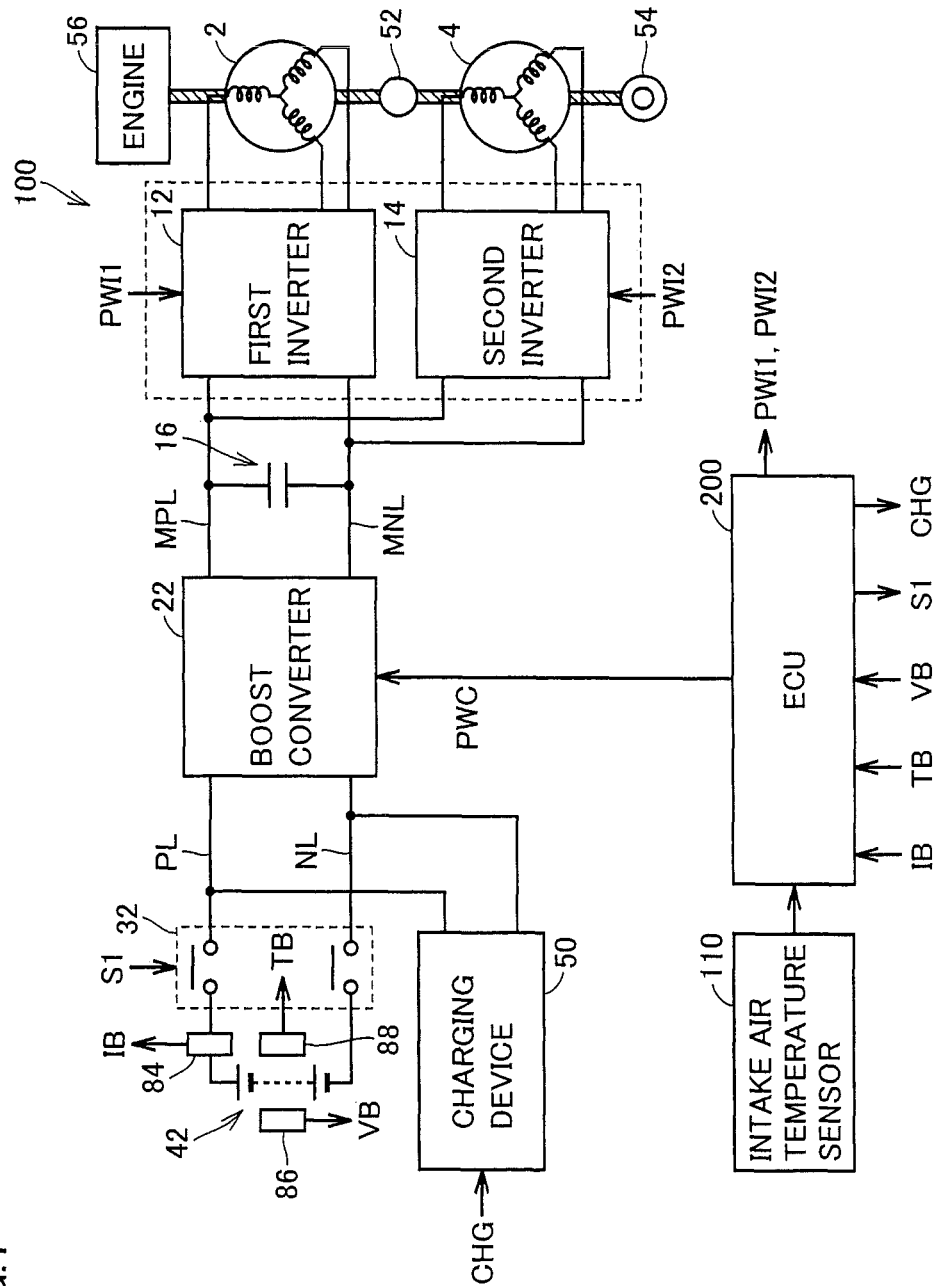 56
ENGINE
2
52
4
54
100
12
FIRST
INVERTER
PWI1
14
SECOND
INVERTER
PWI2
16
MPL
MNL
22
BOOST
CONVERTER
PWC
PL
NL
32
S1
TB
IB
84
88
42
86
VB
50
CHARGING
DEVICE
CHG
200
ECU
PWI1, PWI2
CHG
S1
VB
TB
IB
110
INTAKE AIR
TEMPERATURE
SENSOR